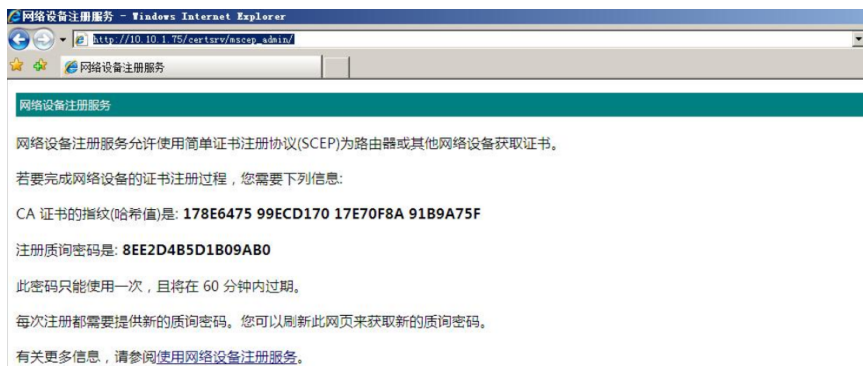 网络设备注册服务 - Windows Internet Explorer
http://10.10.1.75/certsrv/mscep_admin/
网络设备注册服务
网络设备注册服务
网络设备注册服务允许使用简单证书注册协议(SCEP)为路由器或其他网络设备获取证书。
若要完成网络设备的证书注册过程，您需要下列信息:
CA 证书的指纹(哈希值)是: 178E6475 99ECD170 17E70F8A 91B9A75F
注册质询密码是: 8EE2D4B5D1B09AB0
此密码只能使用一次，且将在 60 分钟内过期。
每次注册都需要提供新的质询密码。您可以刷新此网页来获取新的质询密码。
有关更多信息，请参阅使用网络设备注册服务。